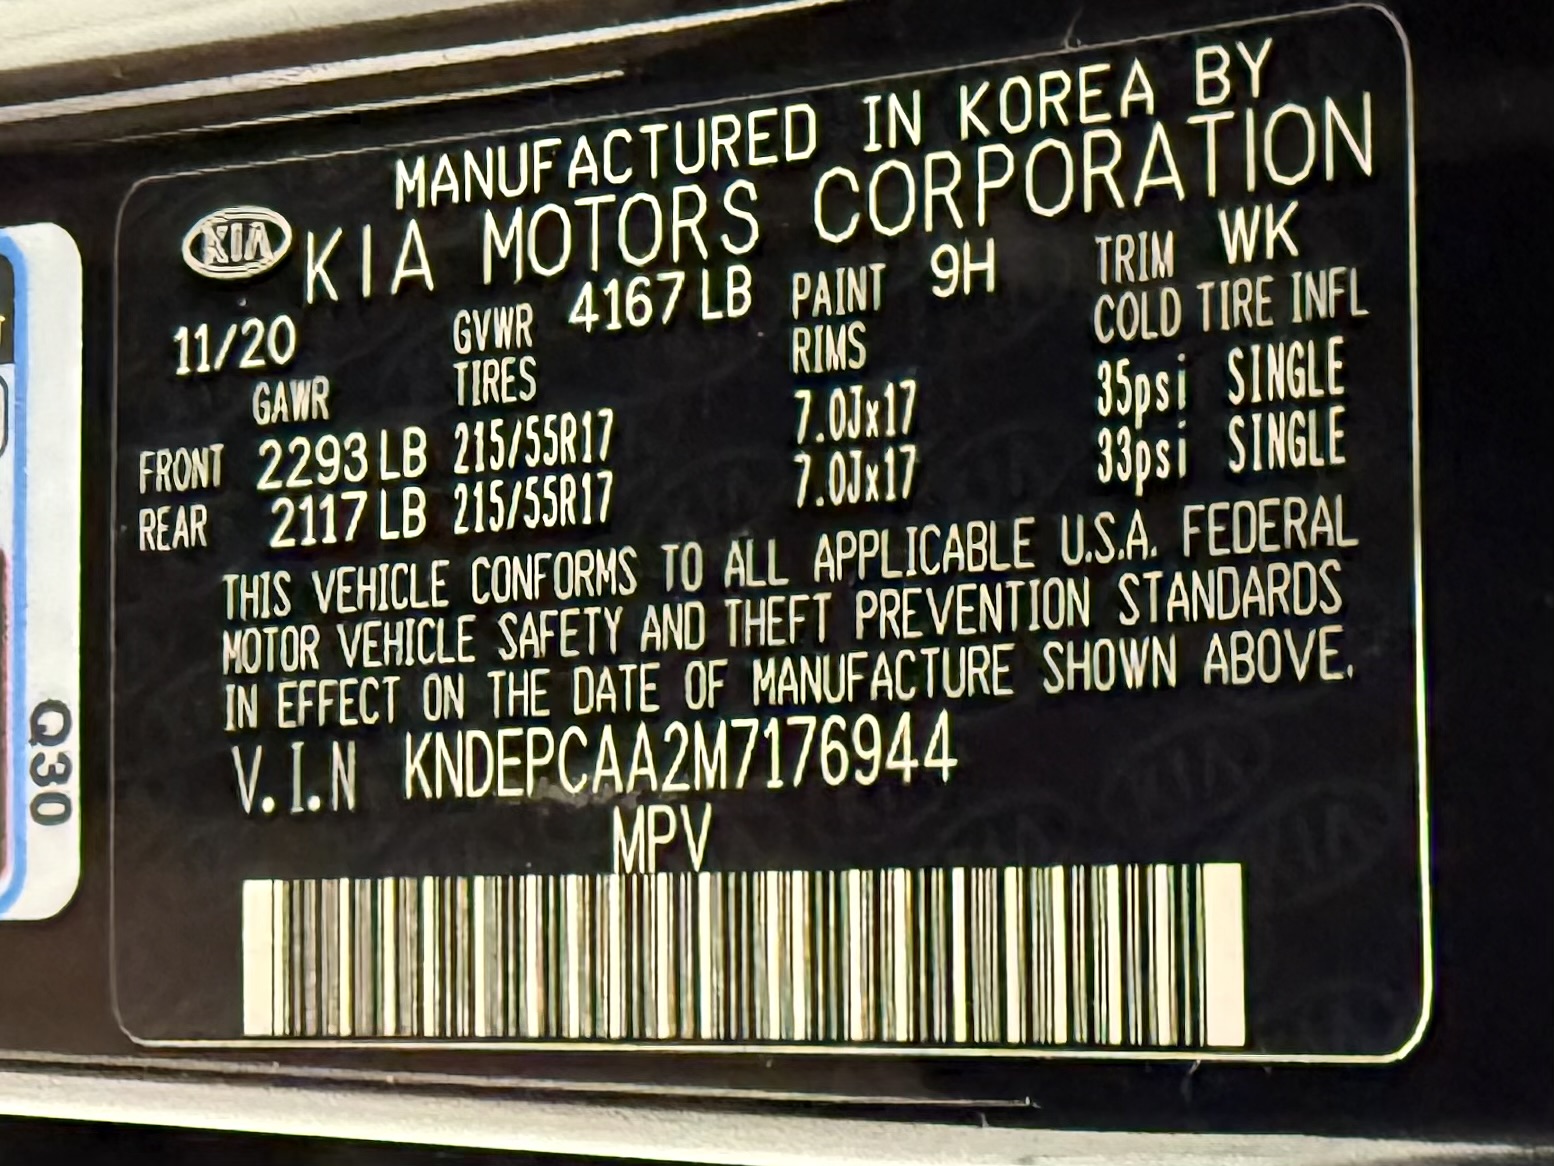 MANUFACTURED IN KOREA BY
KIA KIA MOTORS CORPORATION
11/20 GVWR 4167 LB PAINT 9H TRIM WK
GAWR TIRES RIMS COLD TIRE INFL
FRONT 2293 LB 215/55R17 7.0Jx17 35psi SINGLE
REAR 2117 LB 215/55R17 7.0Jx17 33psi SINGLE
THIS VEHICLE CONFORMS TO ALL APPLICABLE U.S.A. FEDERAL
MOTOR VEHICLE SAFETY AND THEFT PREVENTION STANDARDS
IN EFFECT ON THE DATE OF MANUFACTURE SHOWN ABOVE.
V.I.N KNDEPCAA2M7176944
MPV
Q30